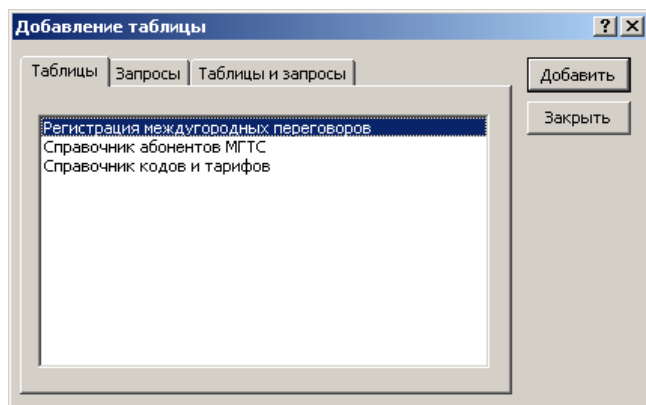 Добавление таблицы
Таблицы Запросы Таблицы и запросы
Добавить
Закрыть
Регистрация междугородных переговоров
Справочник абонентов МГТС
Справочник кодов и тарифов